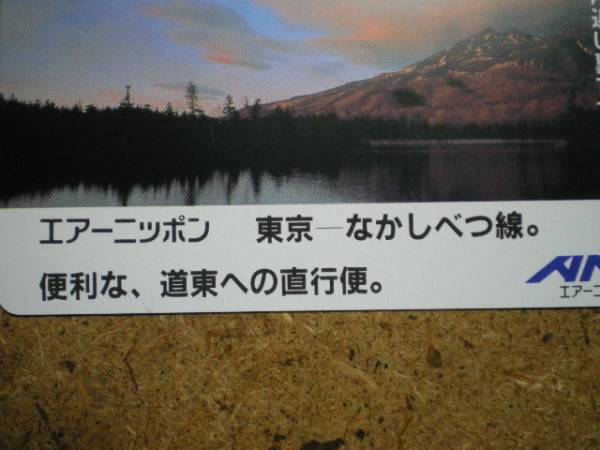 エアーニッポン　東京―なかしべつ線。
便利な、道東への直行便。